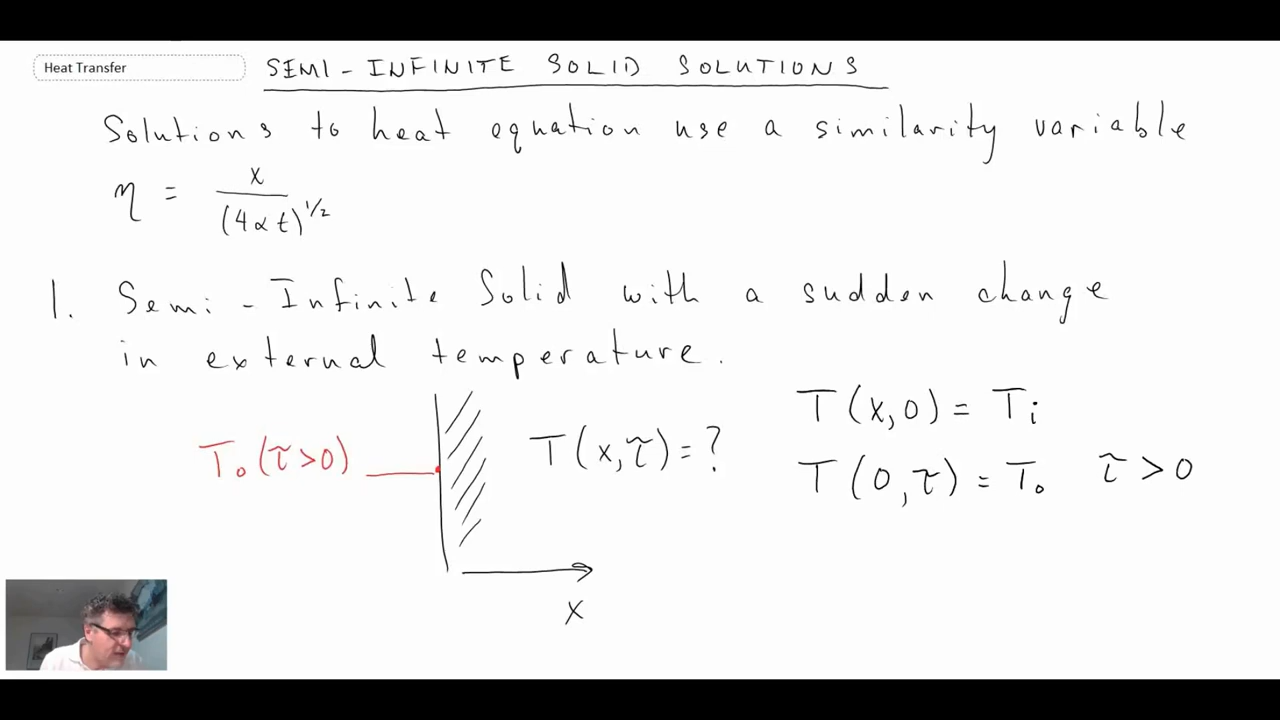 Heat Transfer
SEMI-INFINITE SOLID SOLUTIONS
Solutions to heat equation use a similarity variable
η = x / (4αt)^1/2
1. Semi-Infinite Solid with a sudden change
in external temperature.
T(x,0) = Ti
T₀(τ>0)
T(x,τ)=?
T(0,τ) = T₀ τ>0
x